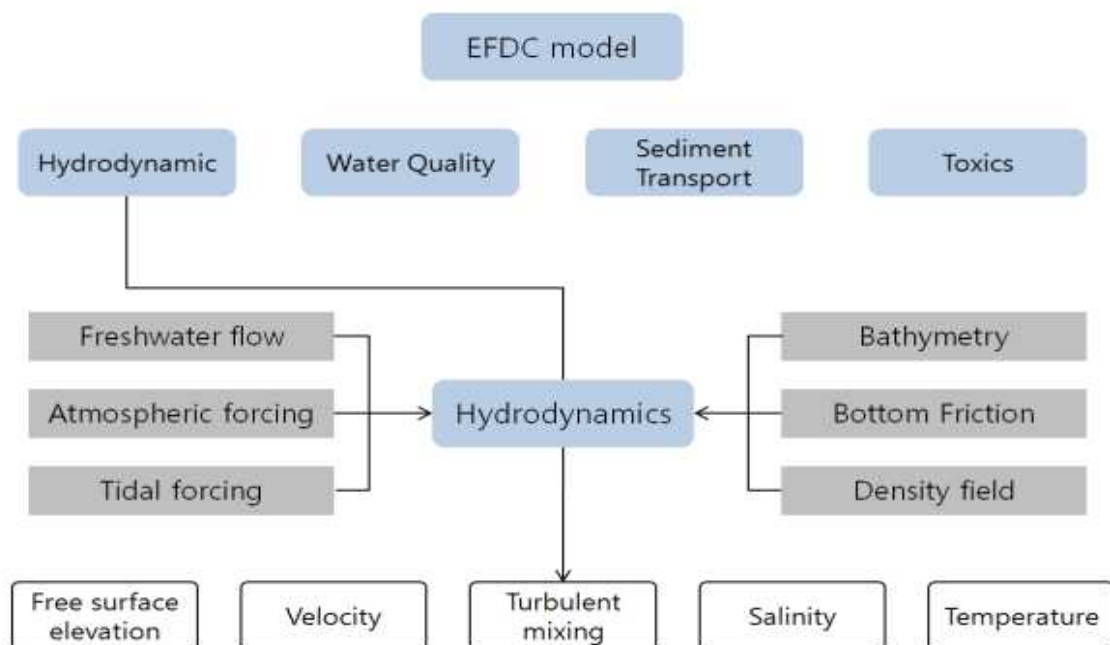 EFDC model
Hydrodynamic
Water Quality
Sediment
Transport
Toxics
Freshwater flow
Atmospheric forcing
Tidal forcing
Hydrodynamics
Bathymetry
Bottom Friction
Density field
Free surface
elevation
Velocity
Turbulent
mixing
Salinity
Temperature